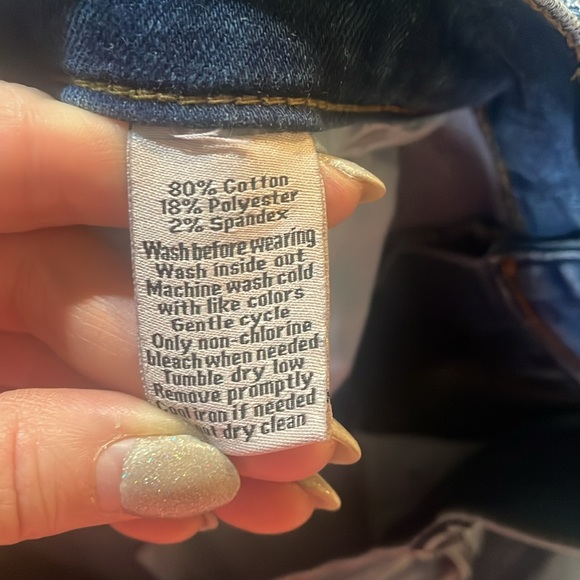 80% Cotton
18% Polyester
2% Spandex
Wash before wearing
Wash inside out
Machine wash cold
with like colors
Gentle cycle
Only non-chlorine
bleach when needed
Tumble dry low
Remove promptly
Cool iron if needed
dry clean